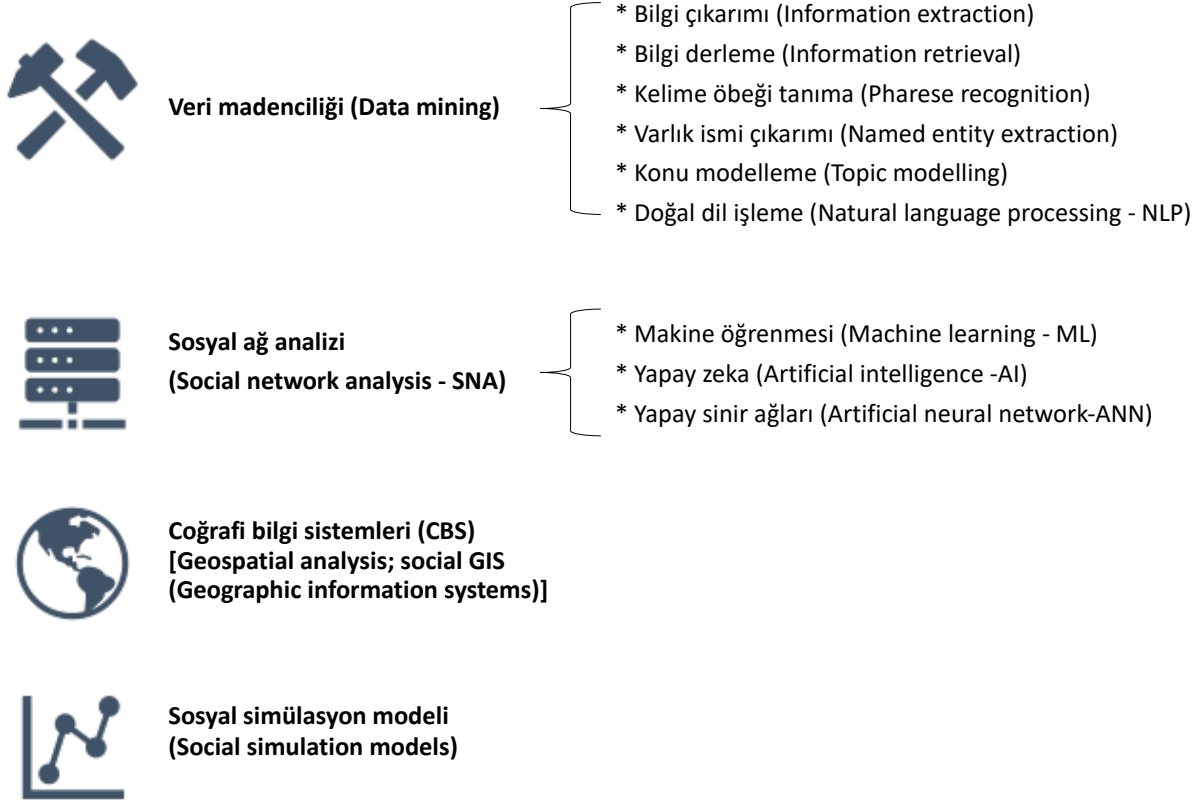 Veri madenciliği (Data mining)
* Bilgi çıkarımı (Information extraction)
* Bilgi derleme (Information retrieval)
* Kelime öbeği tanıma (Pharese recognition)
* Varlık ismi çıkarımı (Named entity extraction)
* Konu modelleme (Topic modelling)
* Doğal dil işleme (Natural language processing - NLP)
Sosyal ağ analizi
(Social network analysis - SNA)
* Makine öğrenmesi (Machine learning - ML)
* Yapay zeka (Artificial intelligence -AI)
* Yapay sinir ağları (Artificial neural network-ANN)
Coğrafi bilgi sistemleri (CBS)
[Geospatial analysis; social GIS
(Geographic information systems)]
Sosyal simülasyon modeli
(Social simulation models)